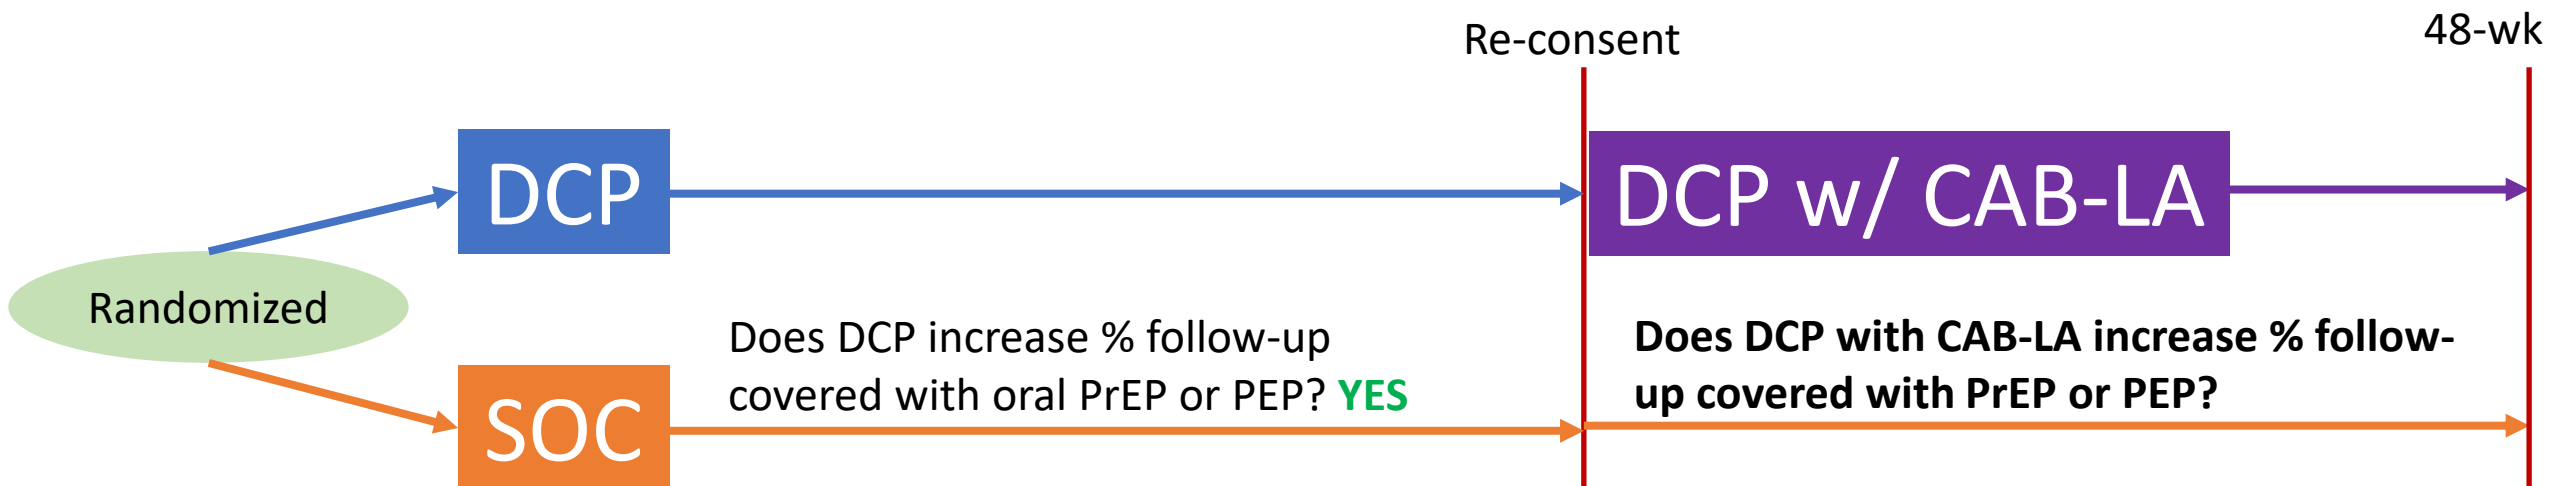 Re-consent
48-wk
DCP
DCP w/ CAB-LA
Randomized
Does DCP increase % follow-up
covered with oral PrEP or PEP? YES
Does DCP with CAB-LA increase % follow-
up covered with PrEP or PEP?
SOC